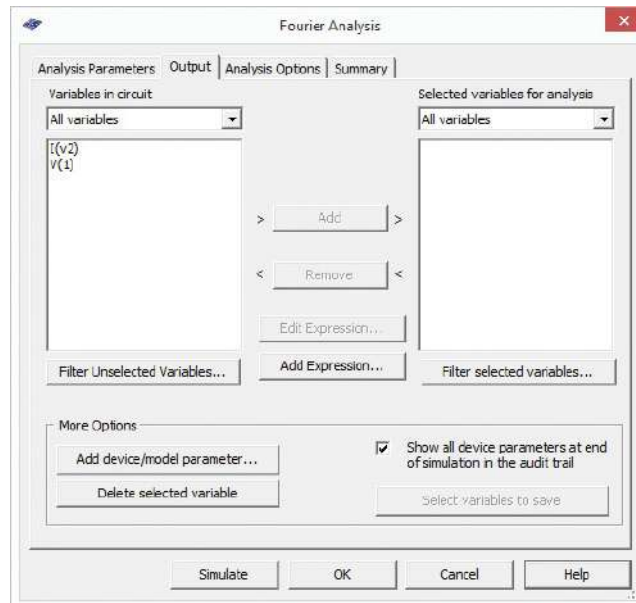 Fourier Analysis
Analysis Parameters Output Analysis Options Summary
Variables in circuit
All variables
I(v2)
V(1)
Selected variables for analysis
All variables
> Add >
< Remove <
Edit Expression...
Add Expression...
Filter Unselected Variables...
Filter selected variables...
More Options
Add device/model parameter...
Delete selected variable
Show all device parameters at end
of simulation in the audit trail
Select variables to save
Simulate OK Cancel Help